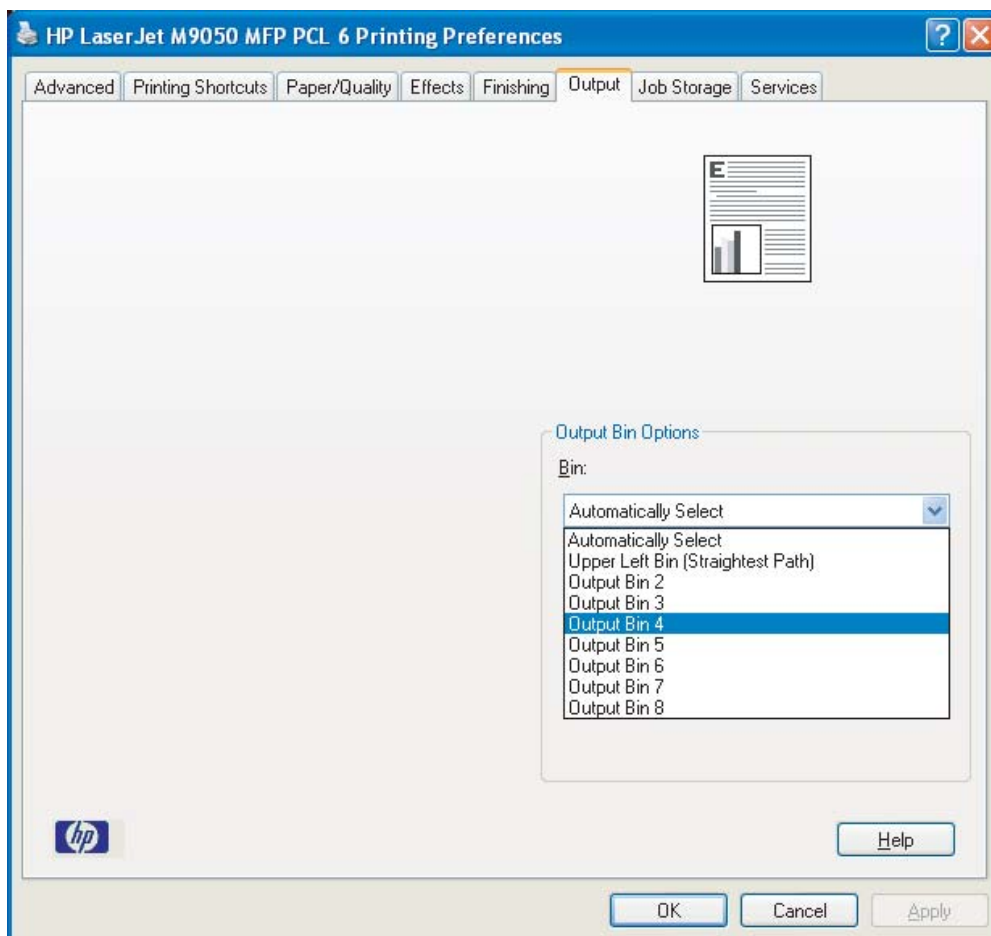 HP LaserJet M9050 MFP PCL 6 Printing Preferences
Advanced Printing Shortcuts Paper/Quality Effects Finishing Output Job Storage Services
E
Output Bin Options
Bin:
Automatically Select
Automatically Select
Upper Left Bin (Straightest Path)
Output Bin 2
Output Bin 3
Output Bin 4
Output Bin 5
Output Bin 6
Output Bin 7
Output Bin 8
hp
Help
OK Cancel Apply